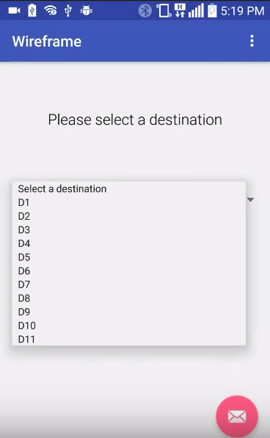 5:19 PM
Wireframe
Please select a destination
Select a destination
D1
D2
D3
D4
D5
D6
D7
D8
D9
D10
D11